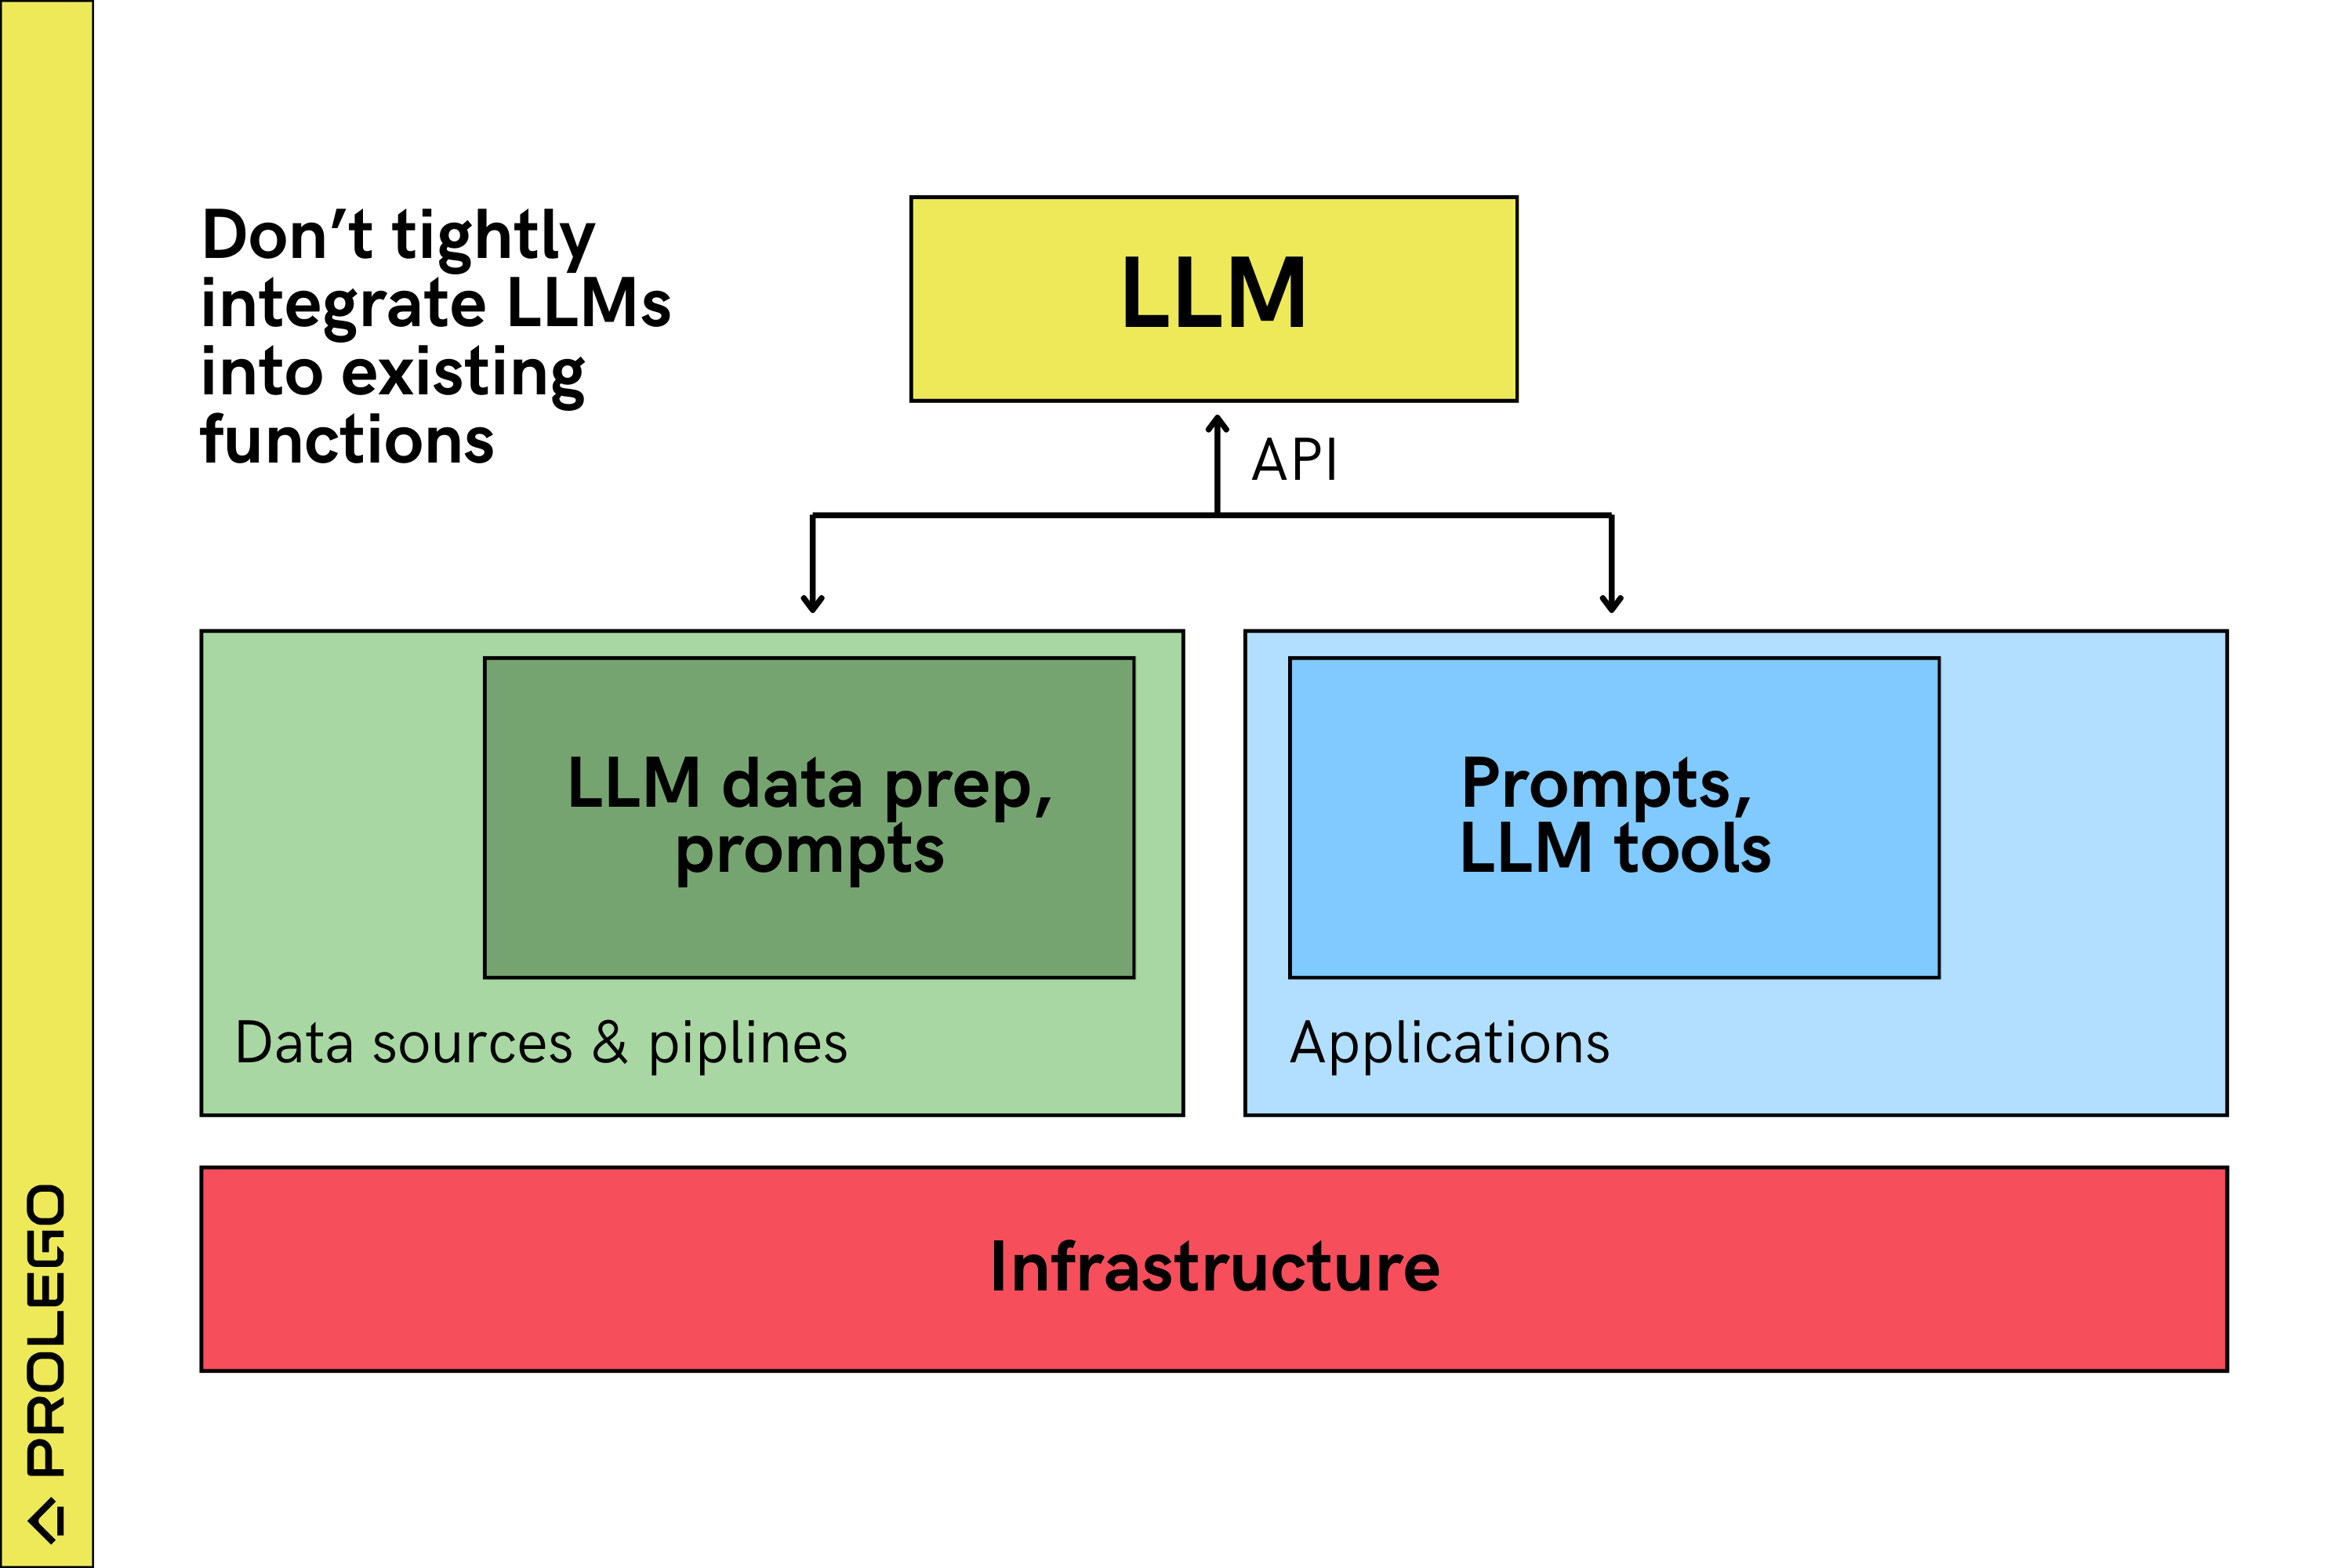 Don’t tightly
integrate LLMs
into existing
functions
LLM
API
LLM data prep,
prompts
Data sources & piplines
Prompts,
LLM tools
Applications
Infrastructure
PROLEGO